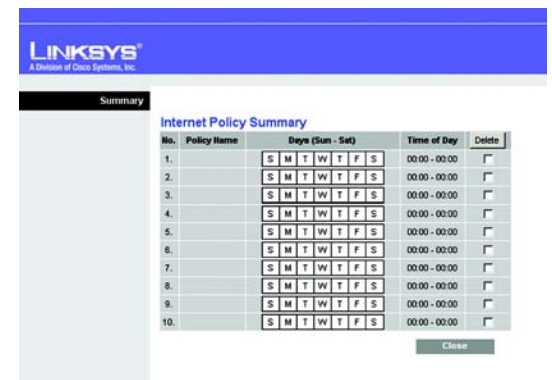 LINKSYS®
A Division of Cisco Systems, Inc.
Summary
Internet Policy Summary
No. Policy Name Days (Sun - Sat) Time of Day Delete
1. S M T W T F S 00:00 - 00:00
2. S M T W T F S 00:00 - 00:00
3. S M T W T F S 00:00 - 00:00
4. S M T W T F S 00:00 - 00:00
5. S M T W T F S 00:00 - 00:00
6. S M T W T F S 00:00 - 00:00
7. S M T W T F S 00:00 - 00:00
8. S M T W T F S 00:00 - 00:00
9. S M T W T F S 00:00 - 00:00
10. S M T W T F S 00:00 - 00:00
Close